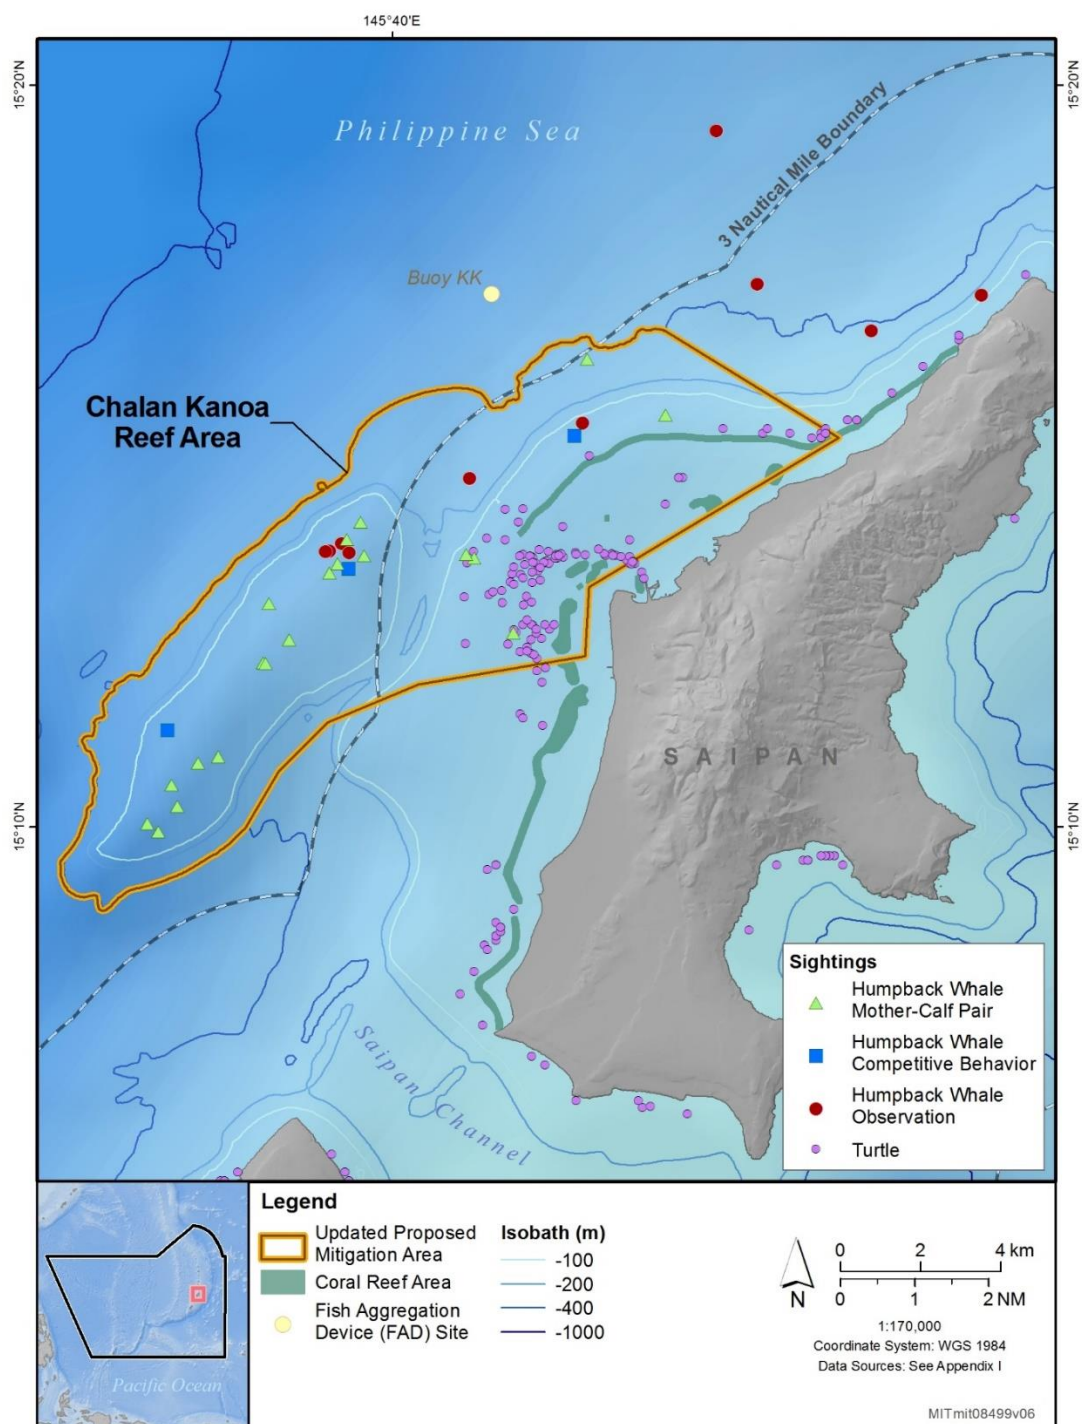 145°40'E
15°20'N
15°20'N
Philippine Sea
3 Nautical Mile Boundary
Buoy KK
Chalan Kanoa
Reef Area
SAIPAN
15°10'N
15°10'N
Saipan Channel
Sightings
Humpback Whale
Mother-Calf Pair
Humpback Whale
Competitive Behavior
Humpback Whale
Observation
Turtle
Pacific Ocean
Legend
Updated Proposed
Mitigation Area
Coral Reef Area
Fish Aggregation
Device (FAD) Site
Isobath (m)
-100
-200
-400
-1000
N
0 2 4 km
0 1 2 NM
1:170,000
Coordinate System: WGS 1984
Data Sources: See Appendix I
MITmit08499v06